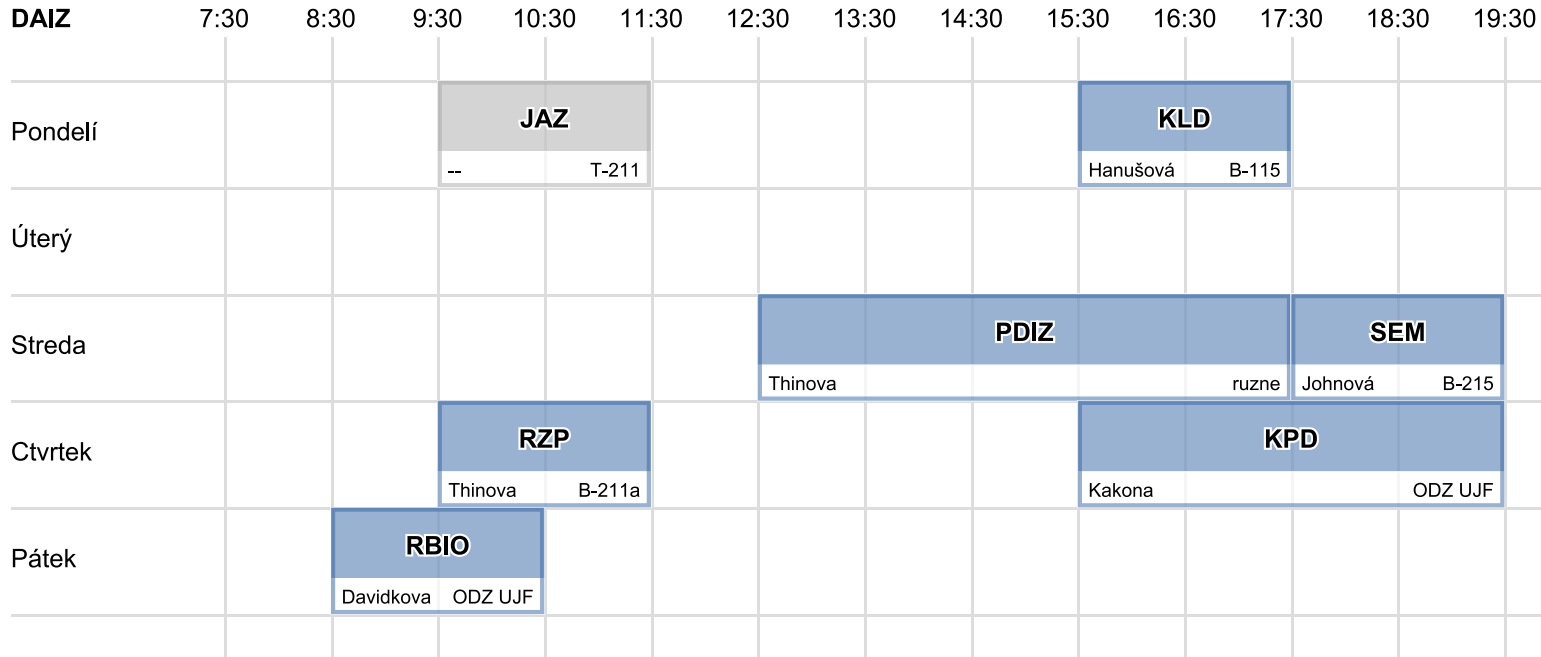 DAIZ 7:30 8:30 9:30 10:30 11:30 12:30 13:30 14:30 15:30 16:30 17:30 18:30 19:30
Pondelí
JAZ
-- T-211
KLD
Hanušová B-115
Úterý
Streda
PDIZ
Thinova ruzne
SEM
Johnová B-215
Ctvrtek
RZP
Thinova B-211a
KPD
Kakona ODZ UJF
Pátek
RBIO
Davidkova ODZ UJF